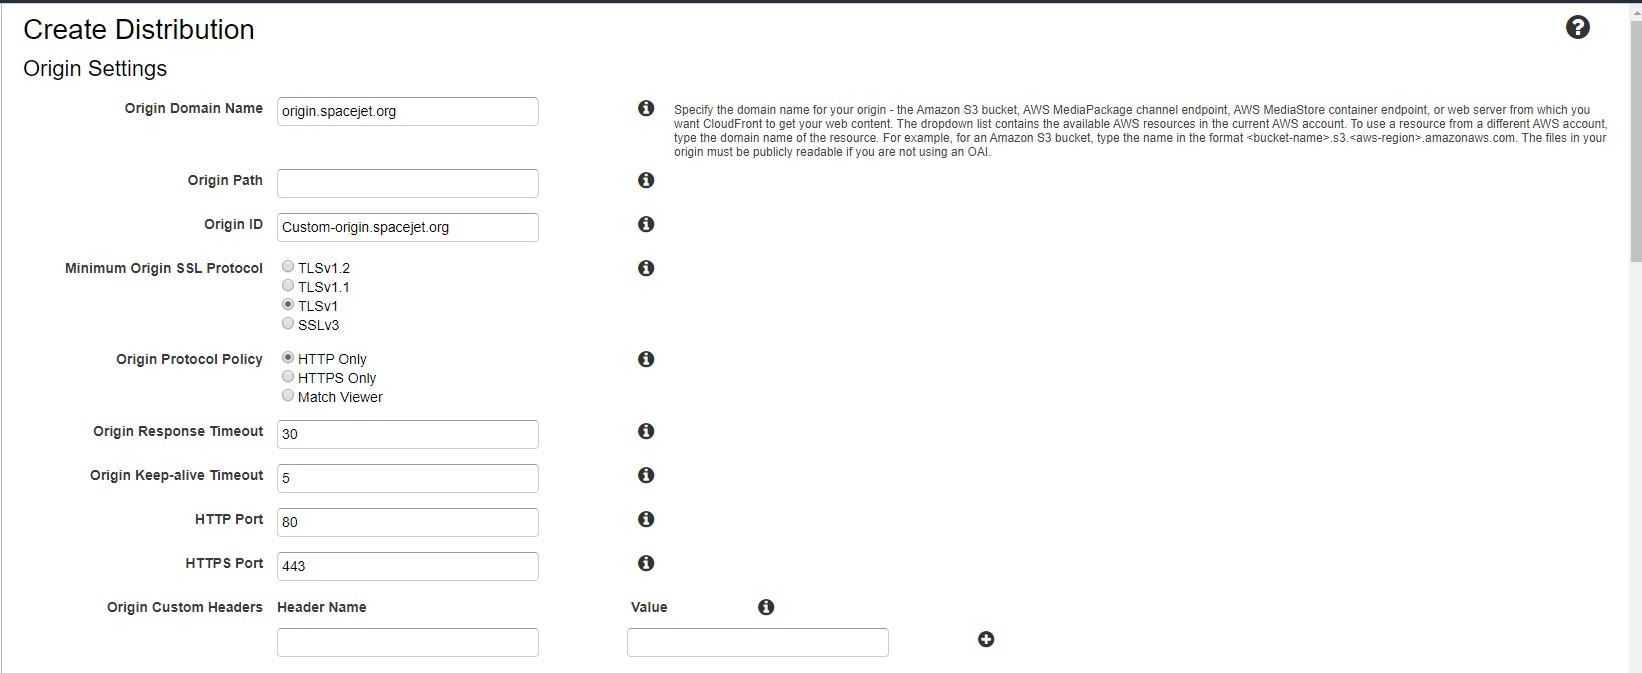 Create Distribution
Origin Settings
Origin Domain Name origin.spacejet.org
Specify the domain name for your origin - the Amazon S3 bucket, AWS MediaPackage channel endpoint, AWS MediaStore container endpoint, or web server from which you
want CloudFront to get your web content. The dropdown list contains the available AWS resources in the current AWS account. To use a resource from a different AWS account,
type the domain name of the resource. For example, for an Amazon S3 bucket, type the name in the format <bucket-name>.s3.<aws-region>.amazonaws.com. The files in your
origin must be publicly readable if you are not using an OAI.
Origin Path
Origin ID Custom-origin.spacejet.org
Minimum Origin SSL Protocol TLSv1.2
TLSv1.1
TLSv1
SSLv3
Origin Protocol Policy HTTP Only
HTTPS Only
Match Viewer
Origin Response Timeout 30
Origin Keep-alive Timeout 5
HTTP Port 80
HTTPS Port 443
Origin Custom Headers Header Name Value